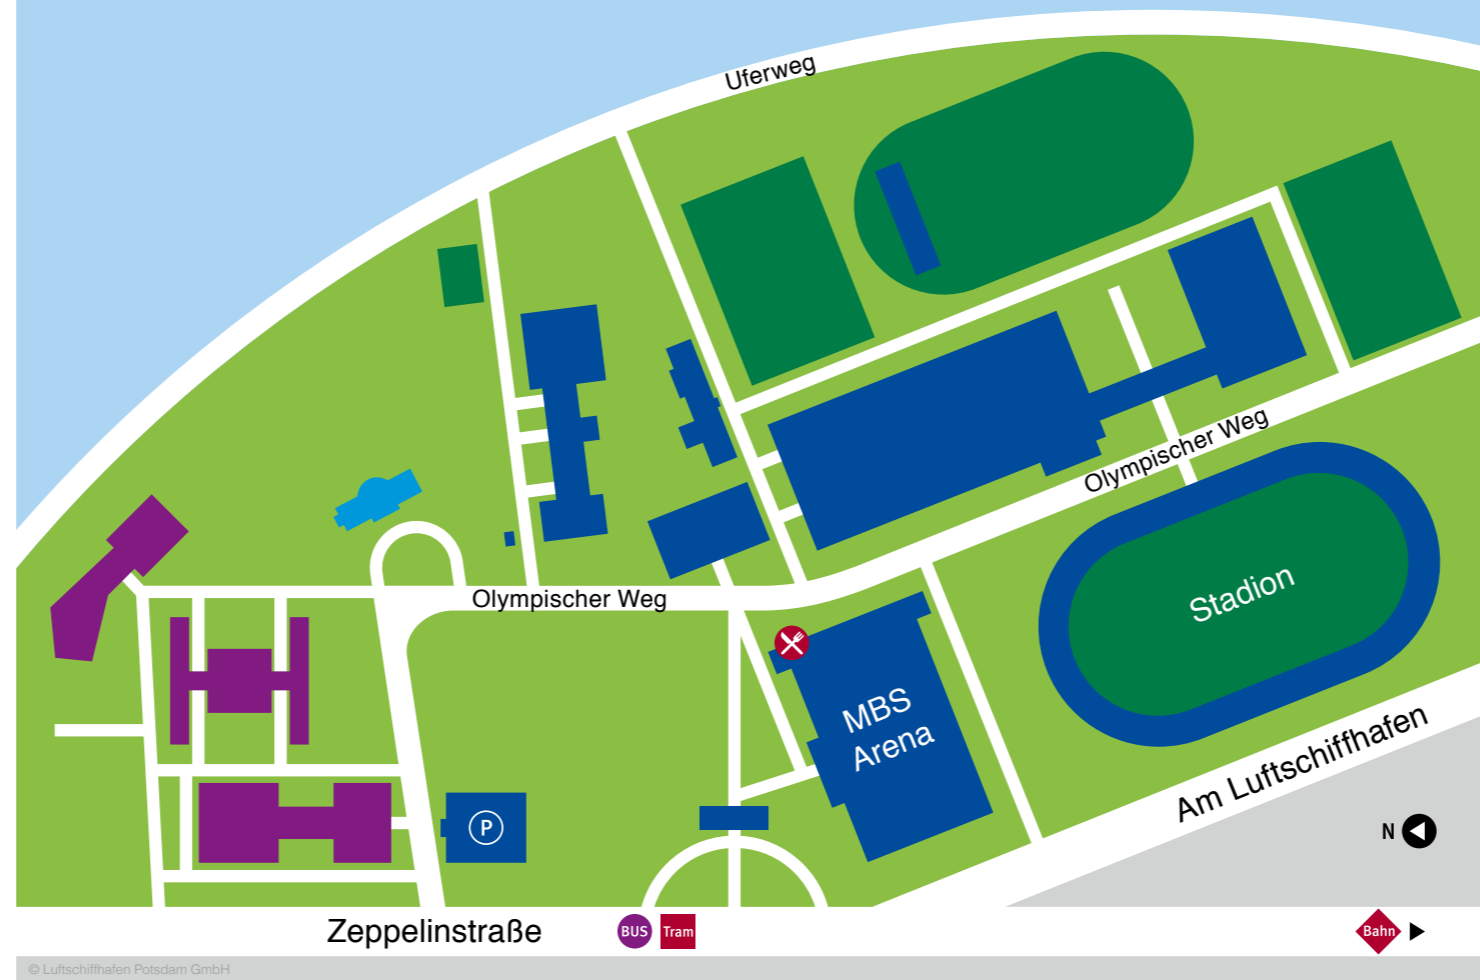 Uferweg
Olympischer Weg
Stadion
Olympischer Weg
MBS
Arena
Am Luftschiffhafen
P
N
Zeppelinstraße
BUS
Tram
Bahn
© Luftschiffhafen Potsdam GmbH